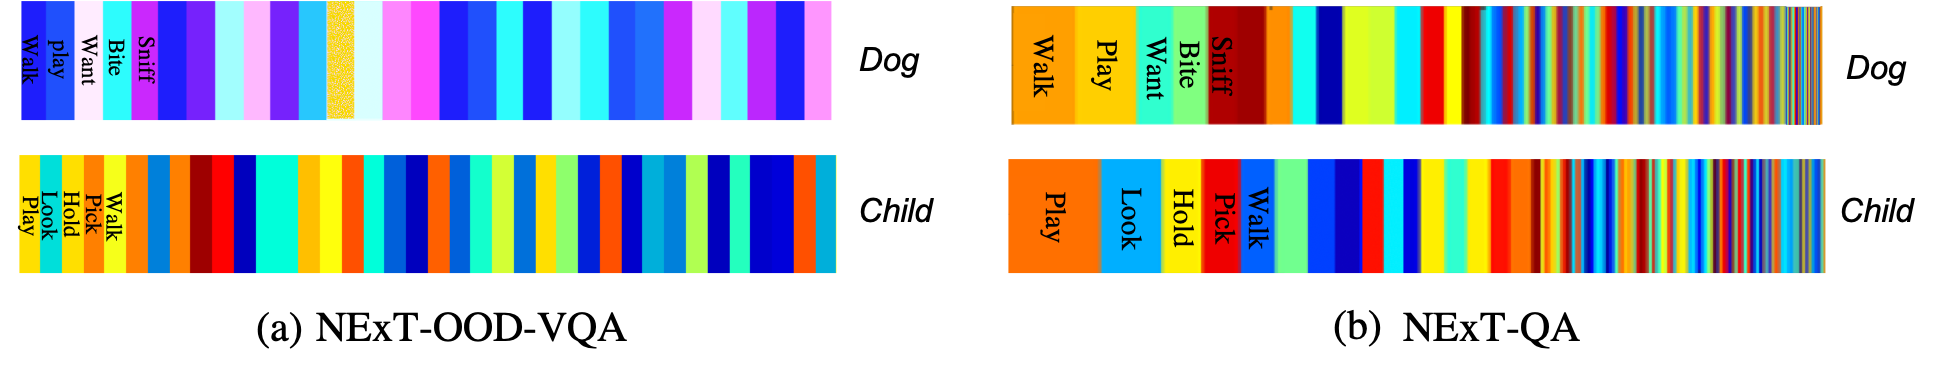 Walk play Want Bite Sniff Dog
Play Look Hold Pick Walk Child
(a) NExT-OOD-VQA
Walk Play Want Bite Sniff Dog
Play Look Hold Pick Walk Child
(b) NExT-QA